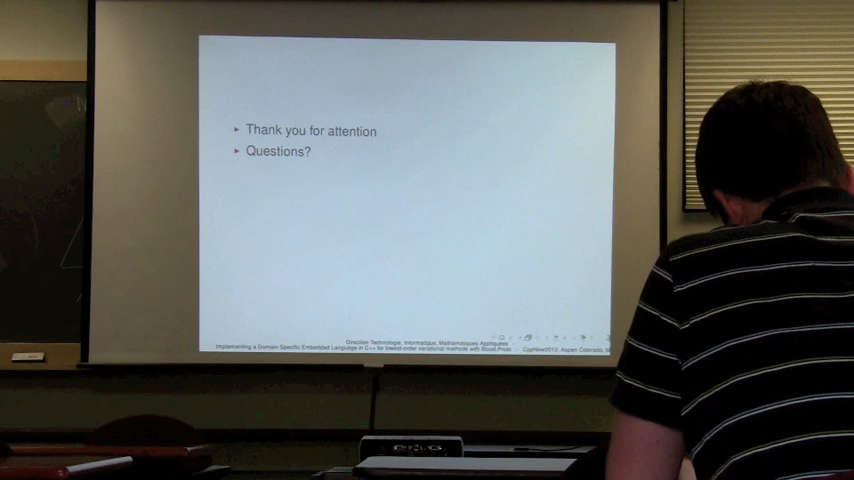 ▸ Thank you for attention
▸ Questions?
Direction Technologie, Informatique, Mathématiques Appliquées
Implementing a Domain Specific Embedded Language in C++ for lowest-order variational methods with Boost.Proto
CppNow2013, Aspen Colorado,